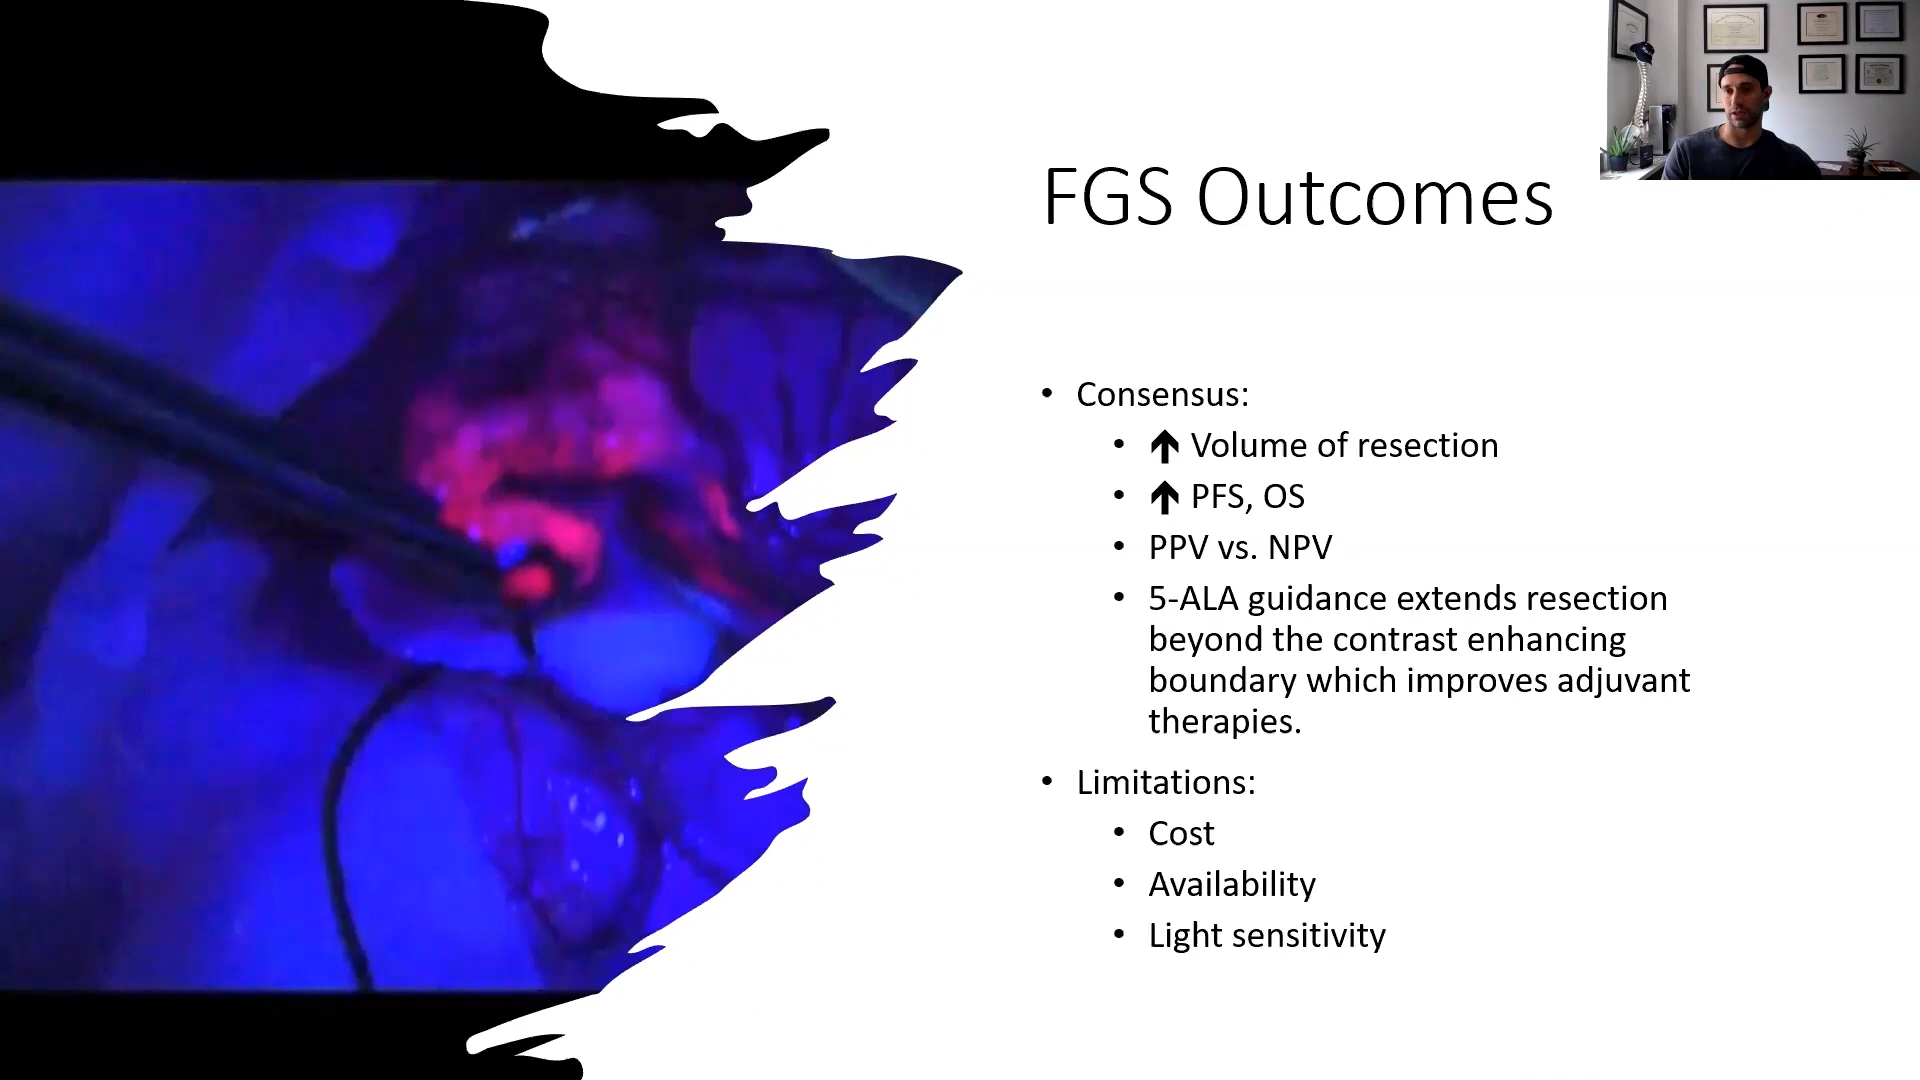 FGS Outcomes
• Consensus:
• 🡹 Volume of resection
• 🡹 PFS, OS
• PPV vs. NPV
• 5-ALA guidance extends resection
beyond the contrast enhancing
boundary which improves adjuvant
therapies.
• Limitations:
• Cost
• Availability
• Light sensitivity